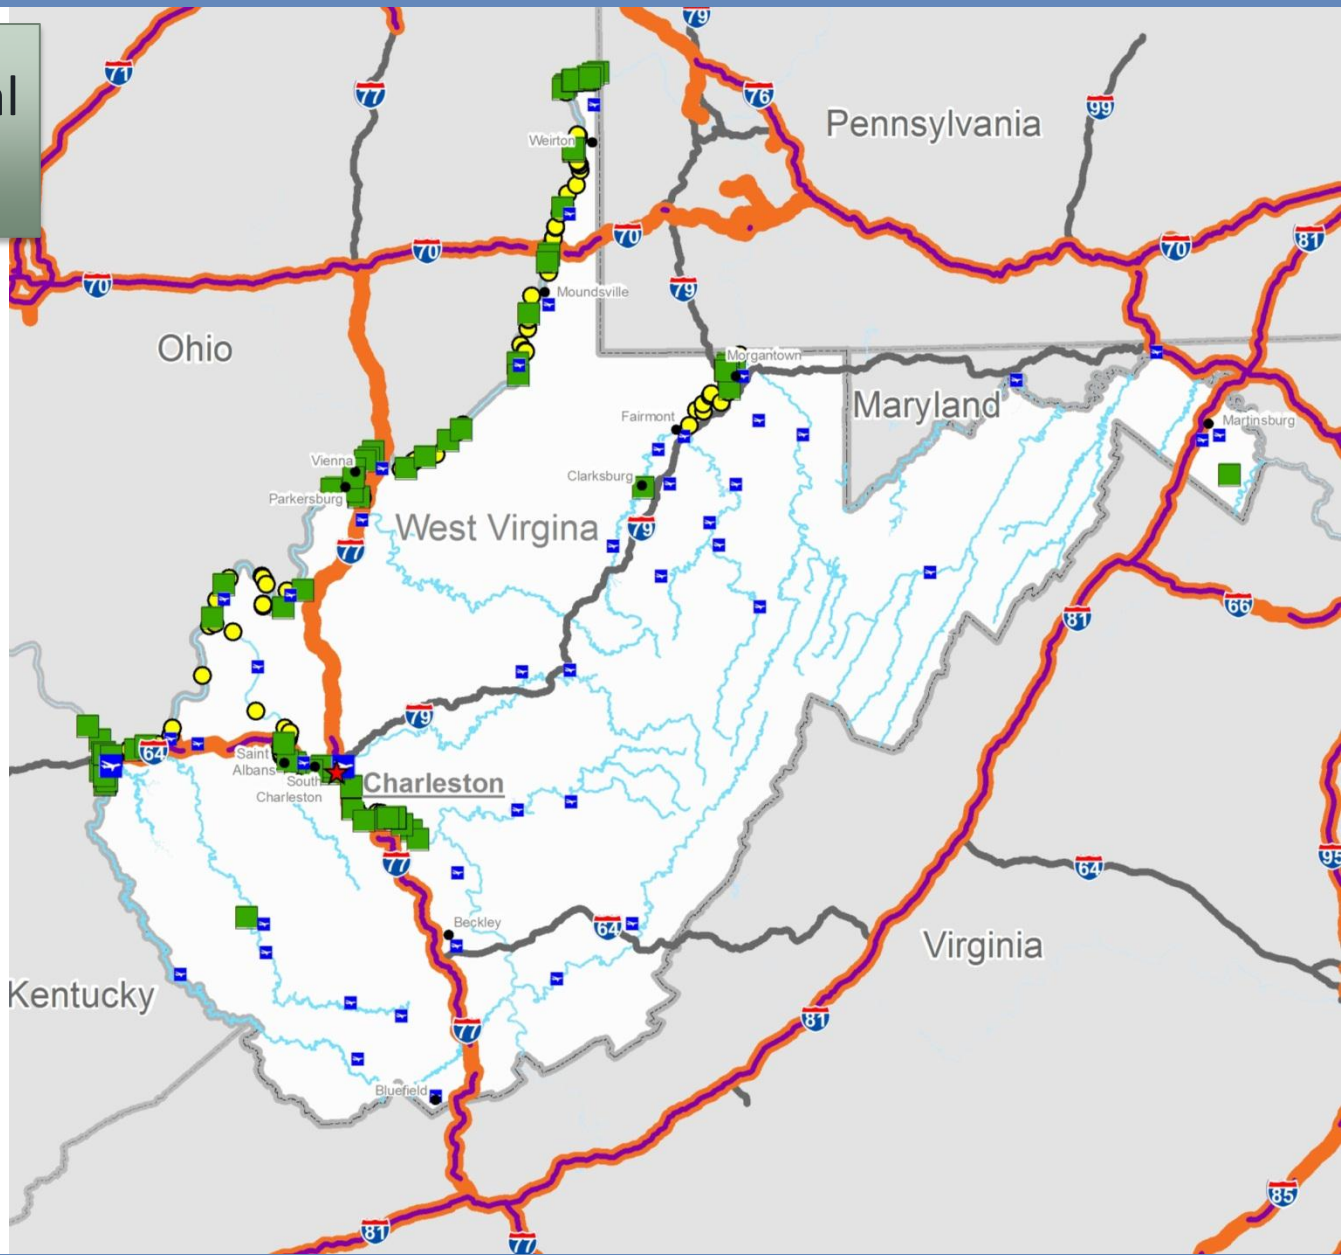 79
71
77
76
99
Pennsylvania
Weirton
70
70
81
70
70
79
Moundsville
Ohio
Morgantown
Maryland
Fairmont
Martinsburg
Vienna
Clarksburg
Parkersburg
West Virgina
79
77
66
81
79
64
Saint
Albans
South
Charleston
Charleston
95
77
64
Beckley
64
Virginia
Kentucky
81
77
Bluefield
85
81
77